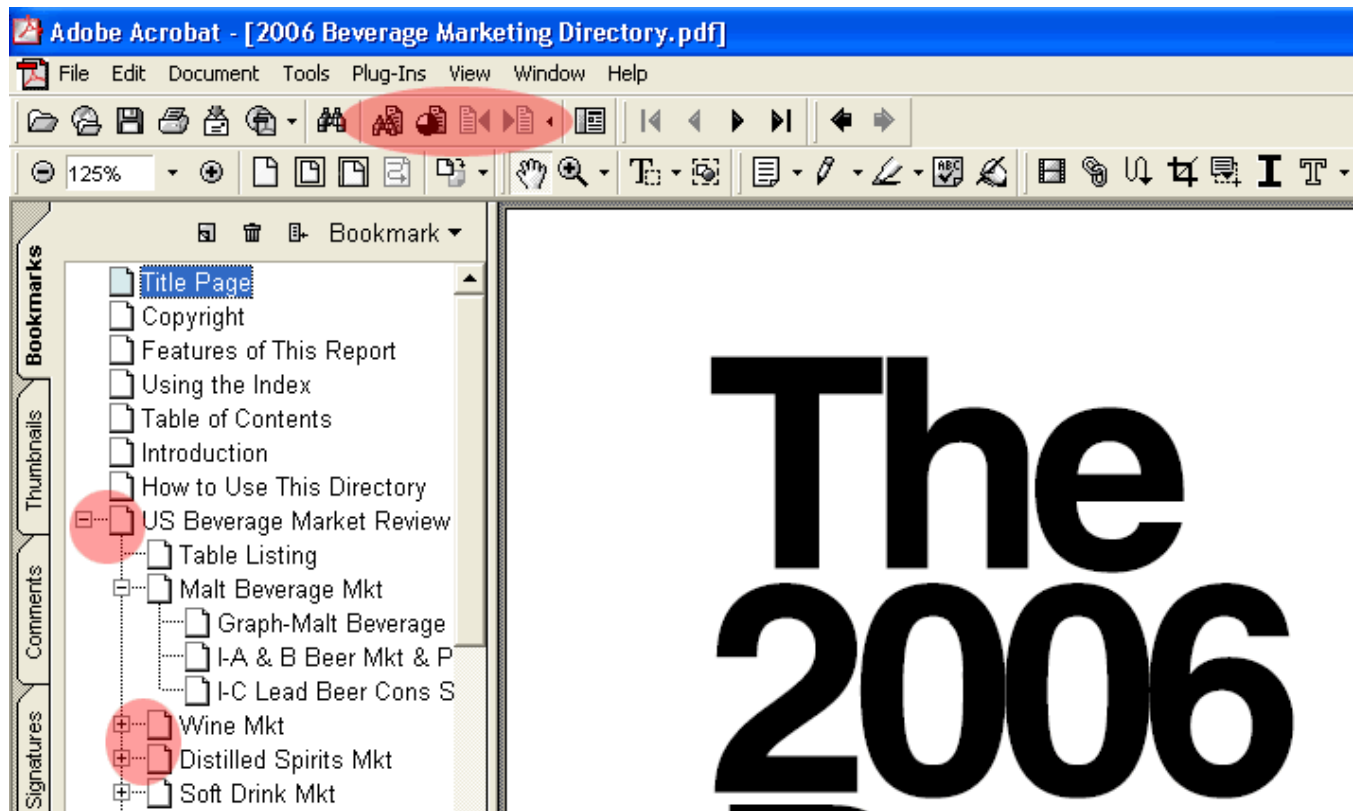 Adobe Acrobat - [2006 Beverage Marketing Directory.pdf]
File Edit Document Tools Plug-Ins View Window Help
125%
Bookmark
Bookmarks
Thumbnails
Comments
Signatures
Title Page
Copyright
Features of This Report
Using the Index
Table of Contents
Introduction
How to Use This Directory
US Beverage Market Review
Table Listing
Malt Beverage Mkt
Graph-Malt Beverage
I-A & B Beer Mkt & P
I-C Lead Beer Cons S
Wine Mkt
Distilled Spirits Mkt
Soft Drink Mkt
The
2006